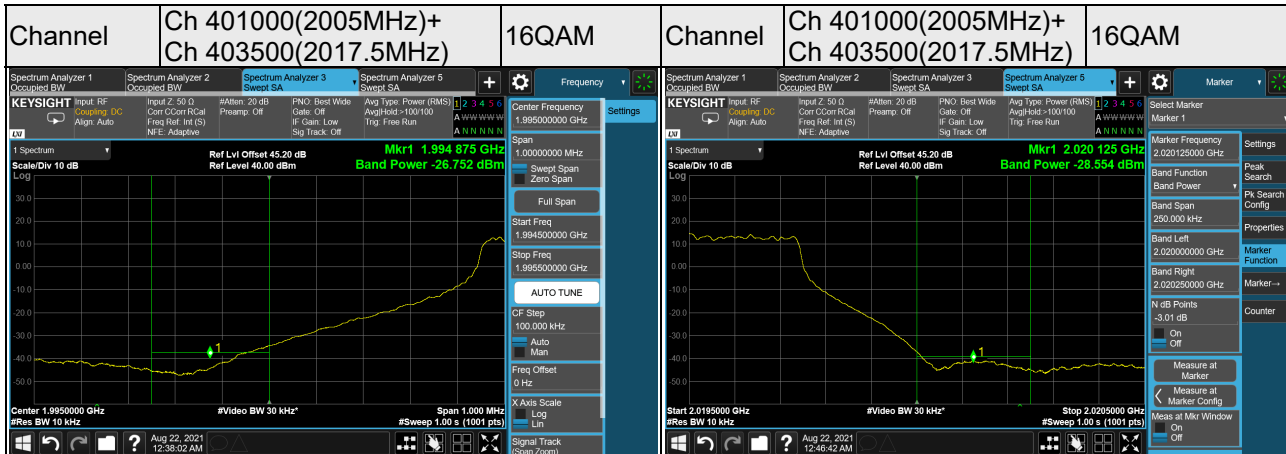 Channel
Ch 401000(2005MHz)+
Ch 403500(2017.5MHz)
16QAM
Spectrum Analyzer 1
Occupied BW
Spectrum Analyzer 2
Occupied BW
Spectrum Analyzer 3
Swept SA
Spectrum Analyzer 5
Swept SA
+
Frequency
KEYSIGHT
Input: RF
Coupling: DC
Align: Auto
Input Z: 50 Ω
Corr CCorr RCal
Freq Ref: Int (S)
NFE: Adaptive
#Atten: 20 dB
Preamp: Off
PNO: Best Wide
Gate: Off
IF Gain: Low
Sig Track: Off
Avg Type: Power (RMS)
Avg|Hold:>100/100
Trig: Free Run
1 2 3 4 5 6
A W W W W W
A N N N N N
LXI
1 Spectrum
Scale/Div 10 dB
Ref Lvl Offset 45.20 dB
Ref Level 40.00 dBm
Mkr1 1.994 875 GHz
Band Power -26.752 dBm
Log
30.0
20.0
10.0
0.00
-10.0
-20.0
-30.0
-40.0
-50.0
1
Center 1.9950000 GHz
#Res BW 10 kHz
#Video BW 30 kHz*
Span 1.000 MHz
#Sweep 1.00 s (1001 pts)
Aug 22, 2021
12:38:02 AM
Center Frequency
1.995000000 GHz
Settings
Span
1.00000000 MHz
Swept Span
Zero Span
Full Span
Start Freq
1.994500000 GHz
Stop Freq
1.995500000 GHz
AUTO TUNE
CF Step
100.000 kHz
Auto
Man
Freq Offset
0 Hz
X Axis Scale
Log
Lin
Signal Track
(Span Zoom)
Channel
Ch 401000(2005MHz)+
Ch 403500(2017.5MHz)
16QAM
Spectrum Analyzer 1
Occupied BW
Spectrum Analyzer 2
Occupied BW
Spectrum Analyzer 3
Swept SA
Spectrum Analyzer 5
Swept SA
+
Marker
KEYSIGHT
Input: RF
Coupling: DC
Align: Auto
Input Z: 50 Ω
Corr CCorr RCal
Freq Ref: Int (S)
NFE: Adaptive
#Atten: 20 dB
Preamp: Off
PNO: Best Wide
Gate: Off
IF Gain: Low
Sig Track: Off
Avg Type: Power (RMS)
Avg|Hold:>100/100
Trig: Free Run
1 2 3 4 5 6
A W W W W W
A N N N N N
LXI
1 Spectrum
Scale/Div 10 dB
Ref Lvl Offset 45.20 dB
Ref Level 40.00 dBm
Mkr1 2.020 125 GHz
Band Power -28.554 dBm
Log
30.0
20.0
10.0
0.00
-10.0
-20.0
-30.0
-40.0
-50.0
1
Start 2.0195000 GHz
#Res BW 10 kHz
#Video BW 30 kHz*
Stop 2.0205000 GHz
#Sweep 1.00 s (1001 pts)
Aug 22, 2021
12:46:42 AM
Select Marker
Marker 1
Marker Frequency
2.020125000 GHz
Band Function
Band Power
Band Span
250.000 kHz
Band Left
2.020000000 GHz
Band Right
2.020250000 GHz
N dB Points
-3.01 dB
On
Off
Measure at
Marker
Measure at
Marker Config
Meas at Mkr Window
On
Off
Settings
Peak
Search
Pk Search
Config
Properties
Marker
Function
Marker→
Counter